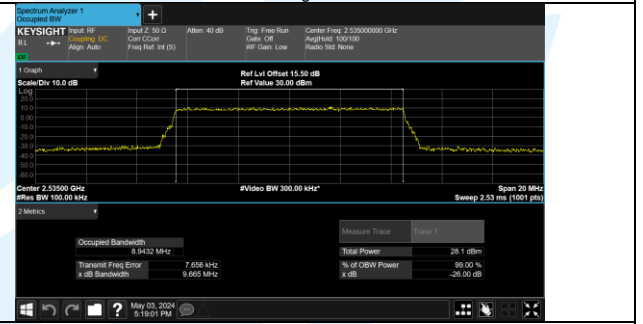 Spectrum Analyzer 1
Occupied BW
+
KEYSIGHT Input: RF Input Z: 50 Ω Atten: 40 dB Trig: Free Run Center Freq: 2.535000000 GHz
R L Coupling: DC Corr CCorr Gate: Off Avg|Hold: 100/100
Align: Auto Freq Ref: Int (S) #IF Gain: Low Radio Std: None
1 Graph
Ref Lvl Offset 15.50 dB
Scale/Div 10.0 dB Ref Value 30.00 dBm
Log
20.0
10.0
0.00
-10.0
-20.0
-30.0
-40.0
-50.0
-60.0
Center 2.53500 GHz #Video BW 300.00 kHz* Span 20 MHz
#Res BW 100.00 kHz Sweep 2.53 ms (1001 pts)
2 Metrics
Measure Trace Trace 1
Occupied Bandwidth
8.9432 MHz Total Power 28.1 dBm
Transmit Freq Error 7.656 kHz % of OBW Power 99.00 %
x dB Bandwidth 9.665 MHz x dB -26.00 dB
? May 03, 2024
5:19:01 PM